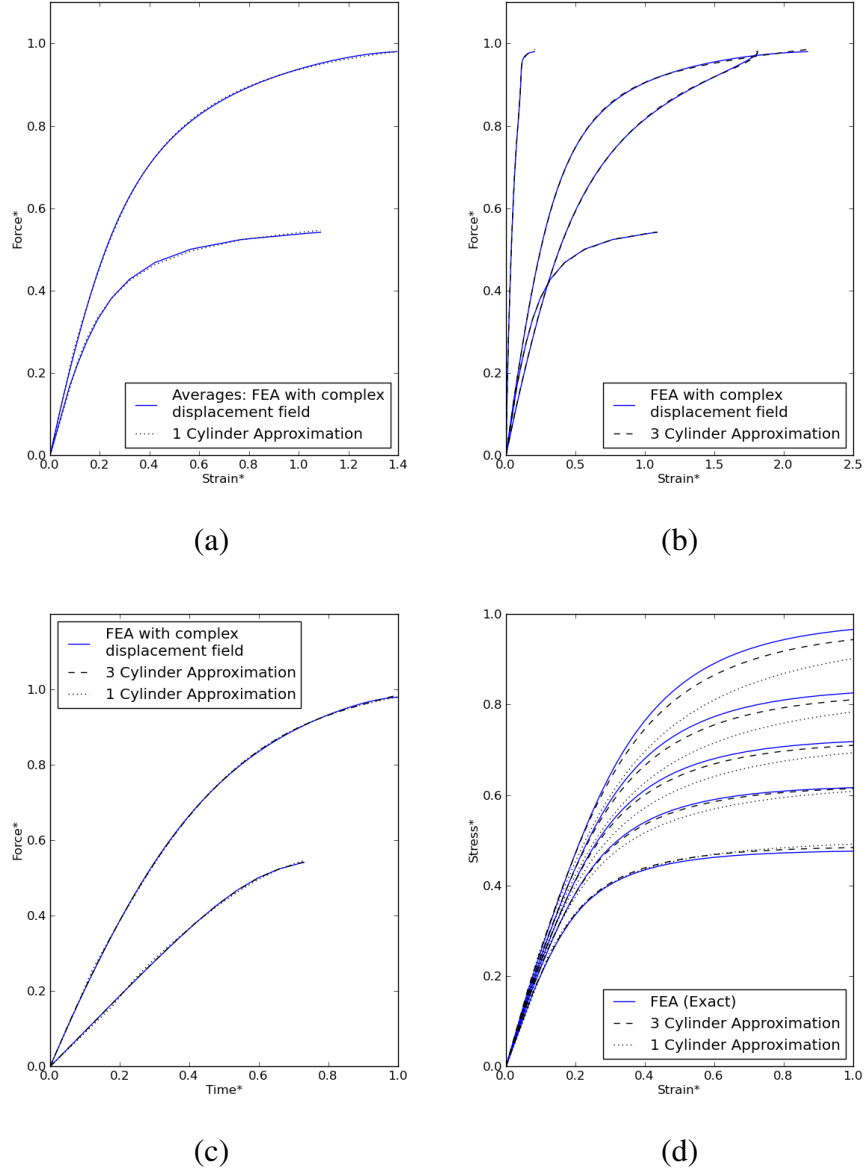 1.0
0.8
0.6
0.4
0.2
0.0
Force*
0.0 0.2 0.4 0.6 0.8 1.0 1.2 1.4
Strain*
Averages: FEA with complex
displacement field
1 Cylinder Approximation
(a)
1.0
0.8
0.6
0.4
0.2
0.0
Force*
0.0 0.5 1.0 1.5 2.0 2.5
Strain*
FEA with complex
displacement field
3 Cylinder Approximation
(b)
FEA with complex
displacement field
3 Cylinder Approximation
1 Cylinder Approximation
1.0
0.8
0.6
0.4
0.2
0.0
Force*
0.0 0.2 0.4 0.6 0.8 1.0
Time*
(c)
1.0
0.8
0.6
0.4
0.2
0.0
Stress*
0.0 0.2 0.4 0.6 0.8 1.0
Strain*
FEA (Exact)
3 Cylinder Approximation
1 Cylinder Approximation
(d)